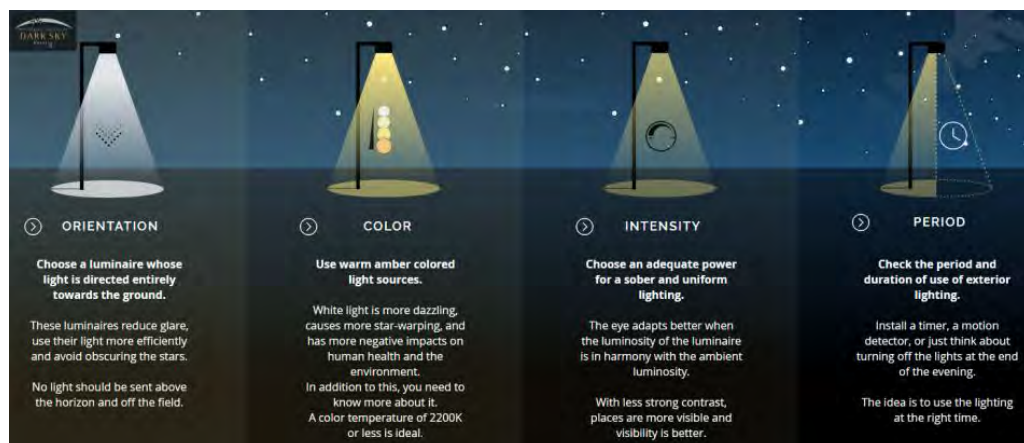 DARK SKY
ORIENTATION
Choose a luminaire whose
light is directed entirely
towards the ground.
These luminaires reduce glare,
use their light more efficiently
and avoid obscuring the stars.
No light should be sent above
the horizon and off the field.
COLOR
Use warm amber colored
light sources.
White light is more dazzling,
causes more star-warping, and
has more negative impacts on
human health and the
environment.
In addition to this, you need to
know more about it.
A color temperature of 2200K
or less is ideal.
INTENSITY
Choose an adequate power
for a sober and uniform
lighting.
The eye adapts better when
the luminosity of the luminaire
is in harmony with the ambient
luminosity.
With less strong contrast,
places are more visible and
visibility is better.
PERIOD
Check the period and
duration of use of exterior
lighting.
Install a timer, a motion
detector, or just think about
turning off the lights at the end
of the evening.
The idea is to use the lighting
at the right time.